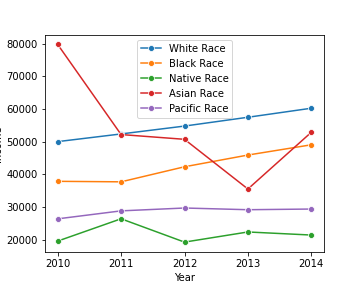 80000
70000
60000
50000
40000
30000
20000
White Race
Black Race
Native Race
Asian Race
Pacific Race
2010 2011 2012 2013 2014
Year